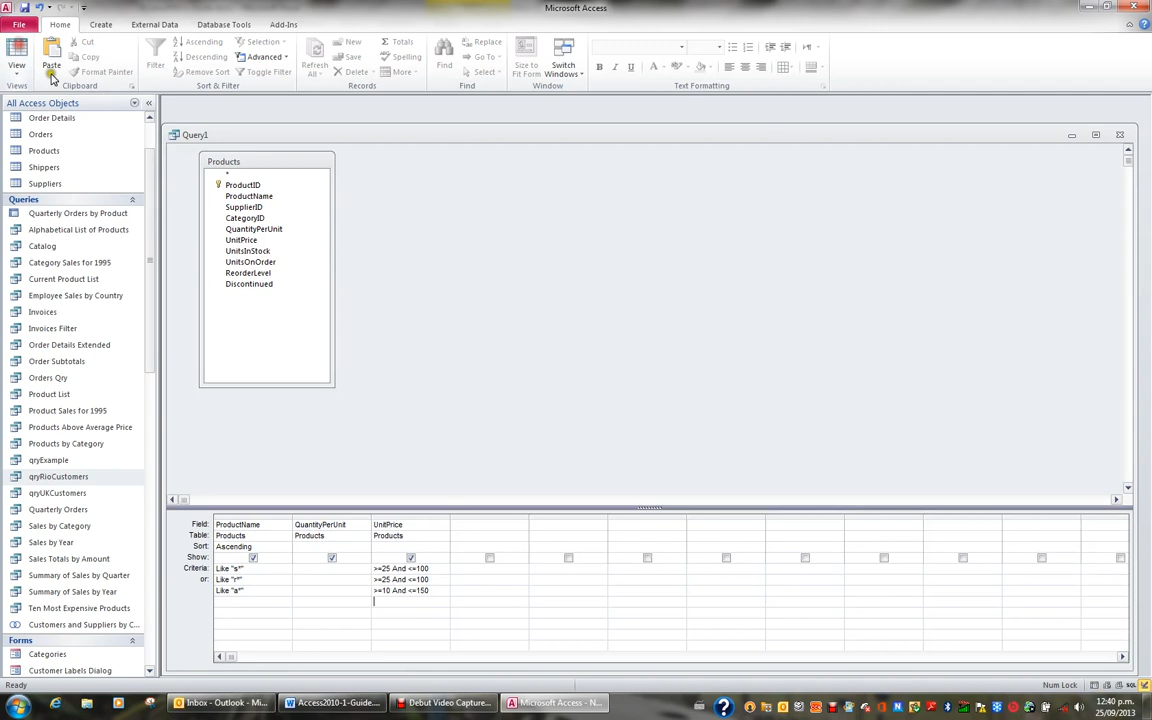 Microsoft Access
File Home Create External Data Database Tools Add-Ins
View
Views
Paste
Cut
Copy
Format Painter
Clipboard
Filter
Ascending
Descending
Remove Sort
Selection
Advanced
Toggle Filter
Sort & Filter
Refresh
All
New
Save
Delete
Totals
Spelling
More
Records
Find
Replace
Go To
Select
Find
Size to
Fit Form
Switch
Windows
Window
B I U
A
Text Formatting
All Access Objects
Order Details
Orders
Products
Shippers
Suppliers
Queries
Quarterly Orders by Product
Alphabetical List of Products
Catalog
Category Sales for 1995
Current Product List
Employee Sales by Country
Invoices
Invoices Filter
Order Details Extended
Order Subtotals
Orders Qry
Product List
Product Sales for 1995
Products Above Average Price
Products by Category
qryExample
qryRioCustomers
qryUKCustomers
Quarterly Orders
Sales by Category
Sales by Year
Sales Totals by Amount
Summary of Sales by Quarter
Summary of Sales by Year
Ten Most Expensive Products
Customers and Suppliers by C...
Forms
Categories
Customer Labels Dialog
Query1
Products
*
ProductID
ProductName
SupplierID
CategoryID
QuantityPerUnit
UnitPrice
UnitsInStock
UnitsOnOrder
ReorderLevel
Discontinued
Field: ProductName QuantityPerUnit UnitPrice
Table: Products Products Products
Sort: Ascending
Show:
Criteria: Like "s*" >=25 And <=100
or: Like "r*" >=25 And <=100
Like "a*" >=10 And <=150
Ready
Num Lock
SQL
Inbox - Outlook - Mi...
Access2010-1-Guide....
Debut Video Capture...
Microsoft Access - N...
12:40 p.m.
25/09/2013